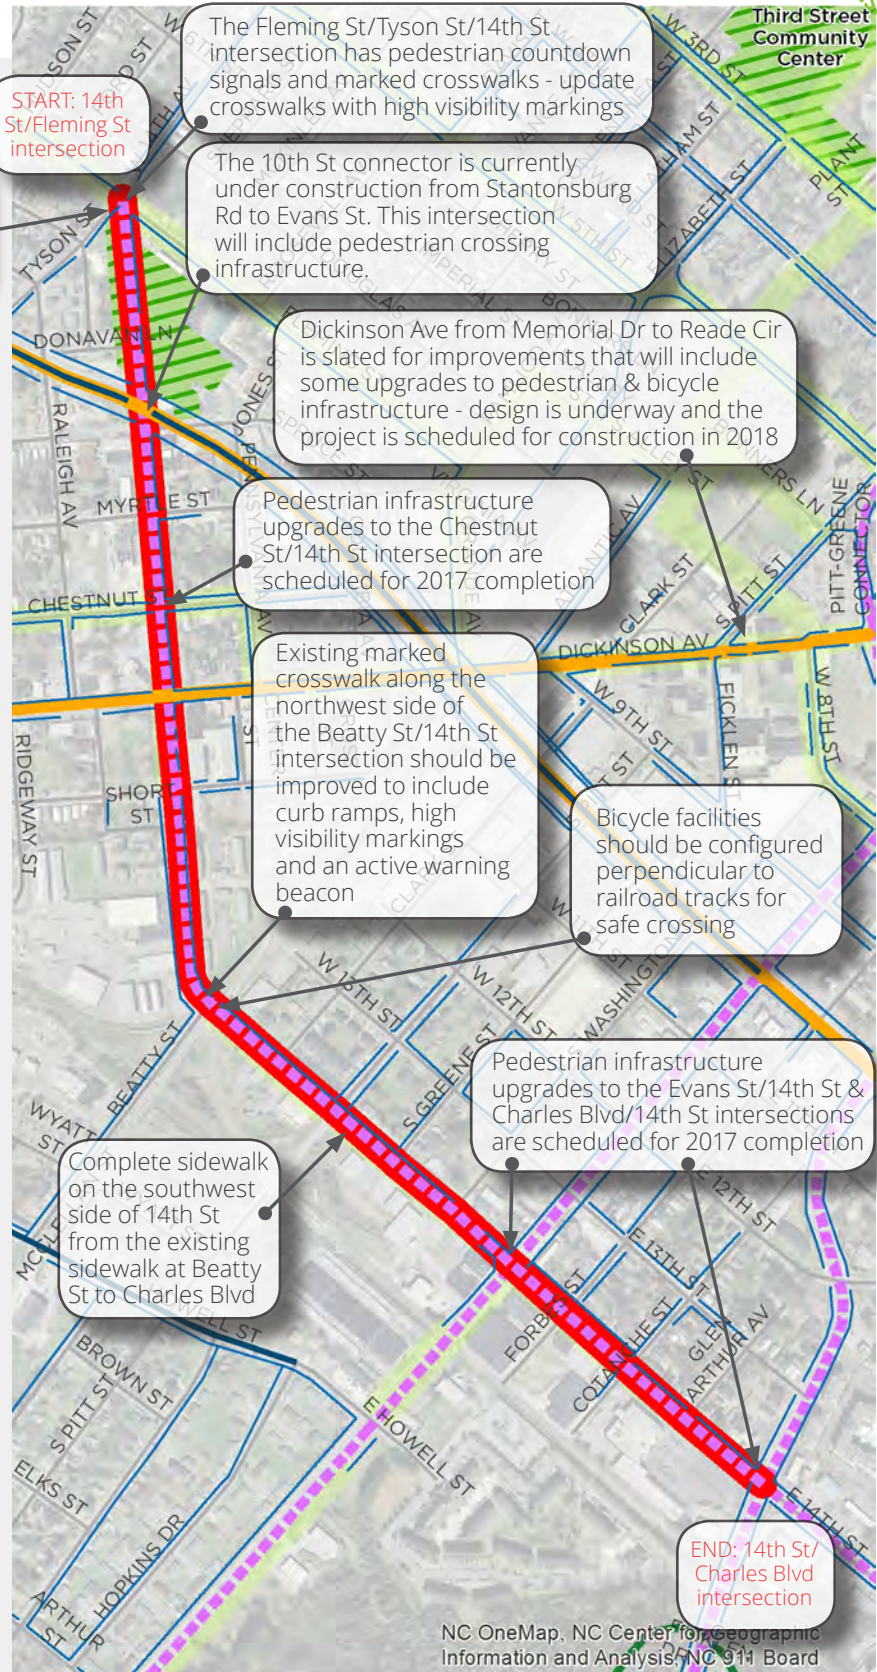 Third Street
Community
Center
START: 14th
St/Fleming St
intersection
The Fleming St/Tyson St/14th St
intersection has pedestrian countdown
signals and marked crosswalks - update
crosswalks with high visibility markings
W 3RD ST
PLANT
ST
ELIZABETH ST
The 10th St connector is currently
under construction from Stantonsburg
Rd to Evans St. This intersection
will include pedestrian crossing
infrastructure.
TYSON ST
DONAVAN LN
Dickinson Ave from Memorial Dr to Reade Cir
is slated for improvements that will include
some upgrades to pedestrian & bicycle
infrastructure - design is underway and the
project is scheduled for construction in 2018
RALEIGH AV
JONES ST
MYRTLE ST
Pedestrian infrastructure
upgrades to the Chestnut
St/14th St intersection are
scheduled for 2017 completion
ATLANTIC AV
CLARK ST
S PITT ST
PITT-GREENE
CONNECTOR
CHESTNUT ST
DICKINSON AV
Existing marked
crosswalk along the
northwest side of
the Beatty St/14th St
intersection should be
improved to include
curb ramps, high
visibility markings
and an active warning
beacon
W 9TH ST
FICKLEN ST
W 8TH ST
RIDGEWAY ST
SHORT
ST
Bicycle facilities
should be configured
perpendicular to
railroad tracks for
safe crossing
W 13TH ST
W 12TH ST
W 11TH ST
S WASHINGTON
S GREENE ST
BEATTY ST
Pedestrian infrastructure
upgrades to the Evans St/14th St &
Charles Blvd/14th St intersections
are scheduled for 2017 completion
WYATT
ST
Complete sidewalk
on the southwest
side of 14th St
from the existing
sidewalk at Beatty
St to Charles Blvd
E 12TH ST
E 13TH ST
FORBES ST
COTANCHE ST
GLEN
ARTHUR AV
BROWN ST
S PITT ST
E HOWELL ST
ELKS ST
HOPKINS DR
ARTHUR
ST
E 14TH ST
END: 14th St/
Charles Blvd
intersection
NC OneMap, NC Center for Geographic
Information and Analysis, NC 911 Board